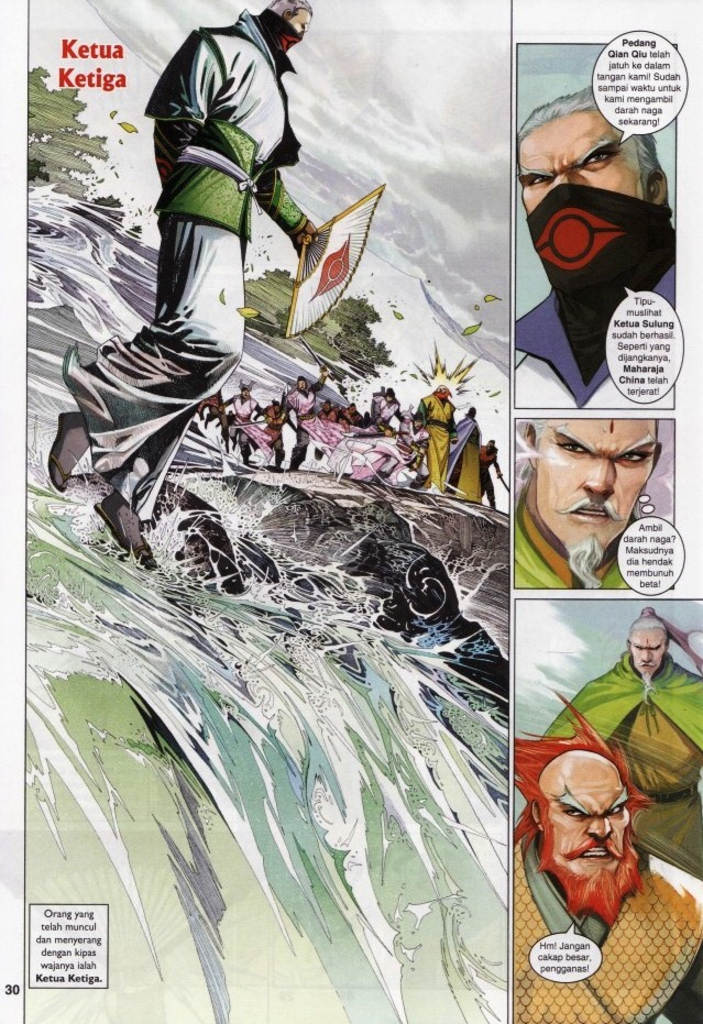 Ketua
Ketiga
Pedang
Qian Qiu telah
jatuh ke dalam
tangan kami! Sudah
sampai waktu untuk
kami mengambil
darah naga
sekarang!
Tipu-
muslihat
Ketua Sulung
sudah berhasil.
Seperti yang
dijangkanya,
Maharaja
China telah
terjerat!
Ambil
darah naga?
Maksudnya
dia hendak
membunuh
beta!
Hm! Jangan
cakap besar,
pengganas!
Orang yang
telah muncul
dan menyerang
dengan kipas
wajanya ialah
Ketua Ketiga.
30